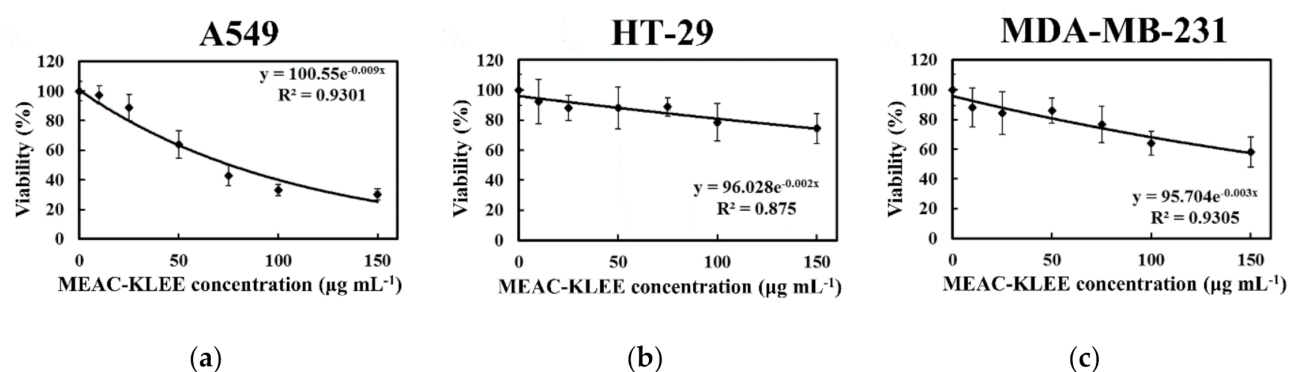 A549
120
100
80
60
40
20
0
Viability (%)
y = 100.55e^-0.009x
R² = 0.9301
0 50 100 150
MEAC-KLEE concentration (µg mL⁻¹)
(a)
HT-29
120
100
80
60
40
20
0
Viability (%)
y = 96.028e^-0.002x
R² = 0.875
0 50 100 150
MEAC-KLEE concentration (µg mL⁻¹)
(b)
MDA-MB-231
120
100
80
60
40
20
0
Viability (%)
y = 95.704e^-0.003x
R² = 0.9305
0 50 100 150
MEAC-KLEE concentration (µg mL⁻¹)
(c)